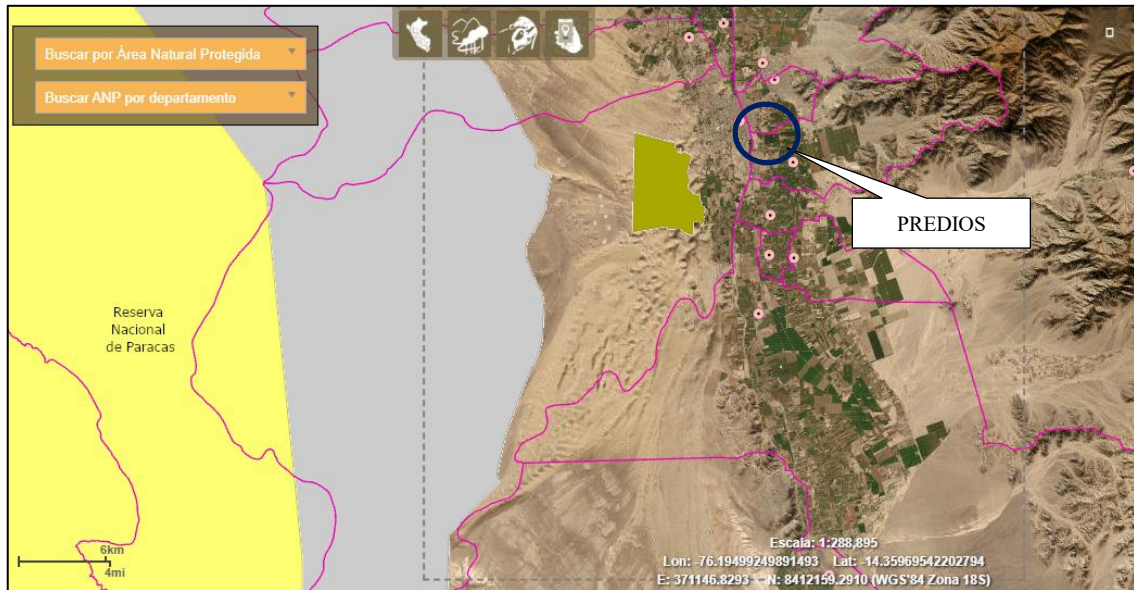 Buscar por Área Natural Protegida
Buscar ANP por departamento
PREDIOS
Reserva
Nacional
de Paracas
6km
4mi
Escala: 1:288,895
Lon: -76.19499249891493 Lat: -14.35969542202794
E: 371146.8293 N: 8412159.2910 (WGS'84 Zona 18S)